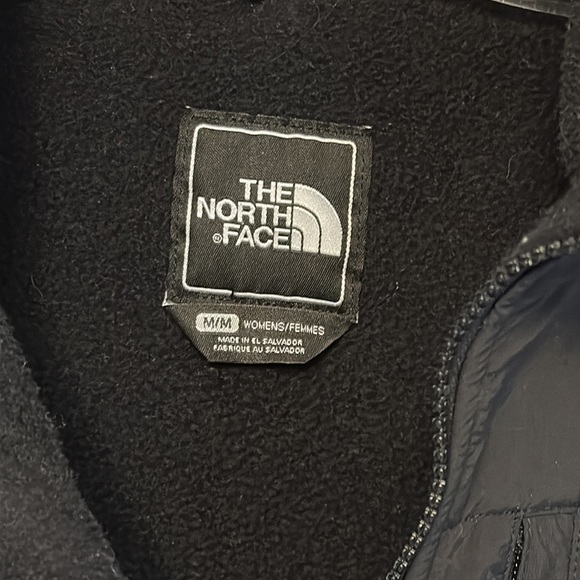 THE
NORTH
®FACE
M/M WOMENS/FEMMES
MADE IN EL SALVADOR
FABRIQUE AU SALVADOR